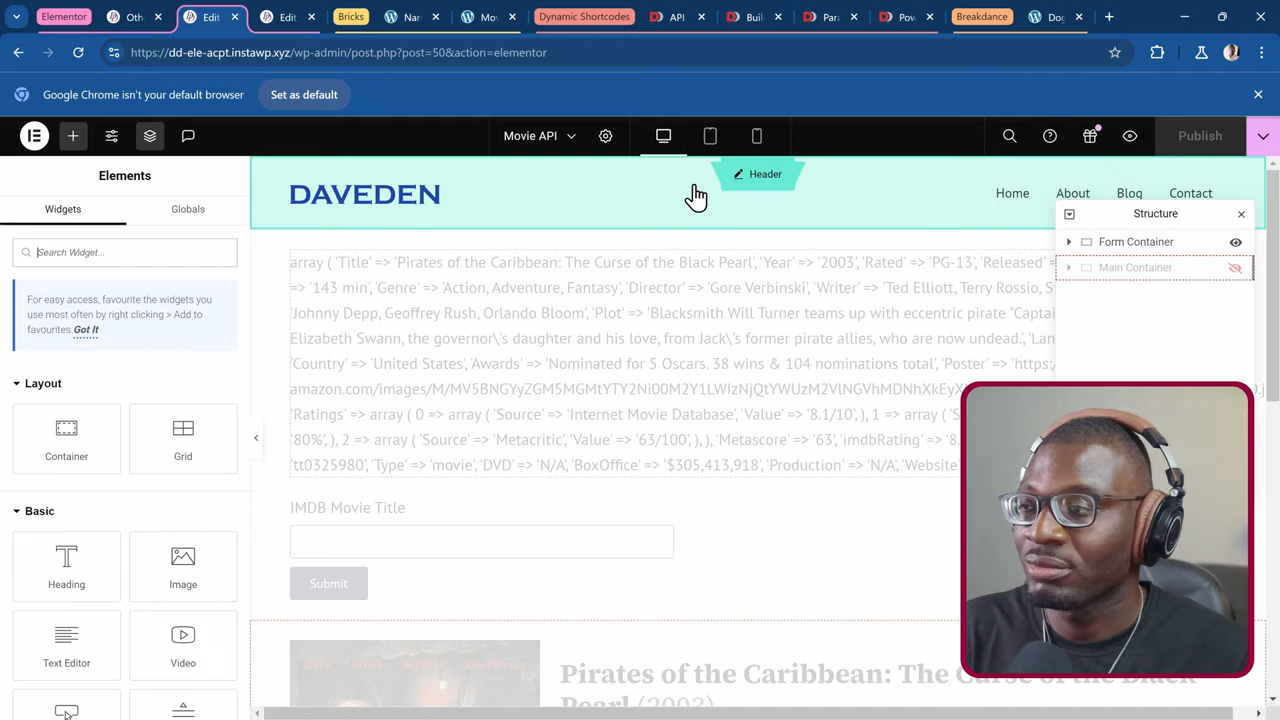 Elementor
Oth
Edit
Edit
Bricks
Nar
Mov
Dynamic Shortcodes
API
Buil
Para
Pow
Breakdance
Dog
https://dd-ele-acpt.instawp.xyz/wp-admin/post.php?post=50&action=elementor
Google Chrome isn't your default browser
Set as default
Movie API
Publish
Elements
Widgets
Globals
Search Widget...
For easy access, favourite the widgets you
use most often by right clicking > Add to
favourites. Got It
Layout
Container
Grid
Basic
Heading
Image
Text Editor
Video
Header
DAVEDEN
Home
About
Blog
Contact
Structure
Form Container
Main Container
array ( 'Title' => 'Pirates of the Caribbean: The Curse of the Black Pearl', 'Year' => '2003', 'Rated' => 'PG-13', 'Released'
=> '143 min', 'Genre' => 'Action, Adventure, Fantasy', 'Director' => 'Gore Verbinski', 'Writer' => 'Ted Elliott, Terry Rossio,
'Johnny Depp, Geoffrey Rush, Orlando Bloom', 'Plot' => 'Blacksmith Will Turner teams up with eccentric pirate "Captai
Elizabeth Swann, the governor\'s daughter and his love, from Jack\'s former pirate allies, who are now undead.', 'Lan
'Country' => 'United States', 'Awards' => 'Nominated for 5 Oscars. 38 wins & 104 nominations total', 'Poster' => 'https:
'Ratings' => array ( 0 => array ( 'Source' => 'Internet Movie Database', 'Value' => '8.1/10', ), 1 => array (
'80%', ), 2 => array ( 'Source' => 'Metacritic', 'Value' => '63/100', ), ), 'Metascore' => '63', 'imdbRating' => '8.
'tt0325980', 'Type' => 'movie', 'DVD' => 'N/A', 'BoxOffice' => '$305,413,918', 'Production' => 'N/A', 'Website'
IMDB Movie Title
Submit
Pirates of the Caribbean: The Curse of the Black
Pearl (2003)